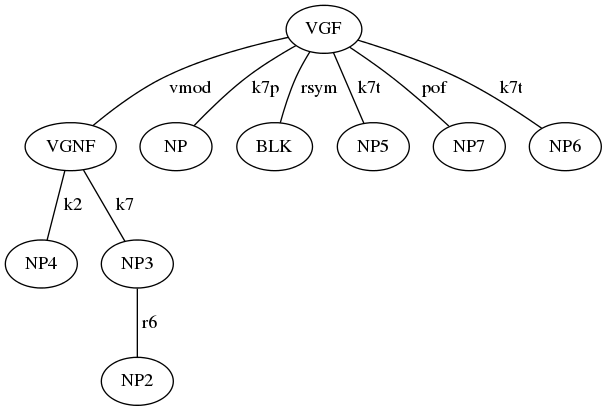 VGF
vmod k7p rsym k7t pof k7t
VGNF NP BLK NP5 NP7 NP6
k2 k7
NP4 NP3
r6
NP2